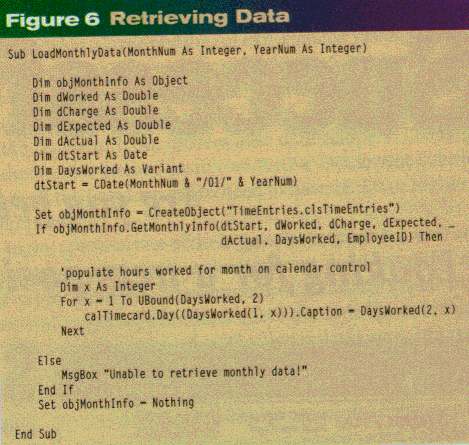 Figure 6 Retrieving Data
Sub LoadMonthlyData(MonthNum As Integer, YearNum As Integer)
Dim objMonthInfo As Object
Dim dWorked As Double
Dim dCharge As Double
Dim dExpected As Double
Dim dActual As Double
Dim dtStart As Date
Dim DaysWorked As Variant
dtStart = CDate(MonthNum & "/01/" & YearNum)
Set objMonthInfo = CreateObject("TimeEntries.clsTimeEntries")
If objMonthInfo.GetMonthlyInfo(dtStart, dWorked, dCharge, dExpected, _
dActual, DaysWorked, EmployeeID) Then
'populate hours worked for month on calendar control
Dim x As Integer
For x = 1 To UBound(DaysWorked, 2)
calTimecard.Day((DaysWorked(1, x))).Caption = DaysWorked(2, x)
Next
Else
MsgBox "Unable to retrieve monthly data!"
End If
Set objMonthInfo = Nothing
End Sub